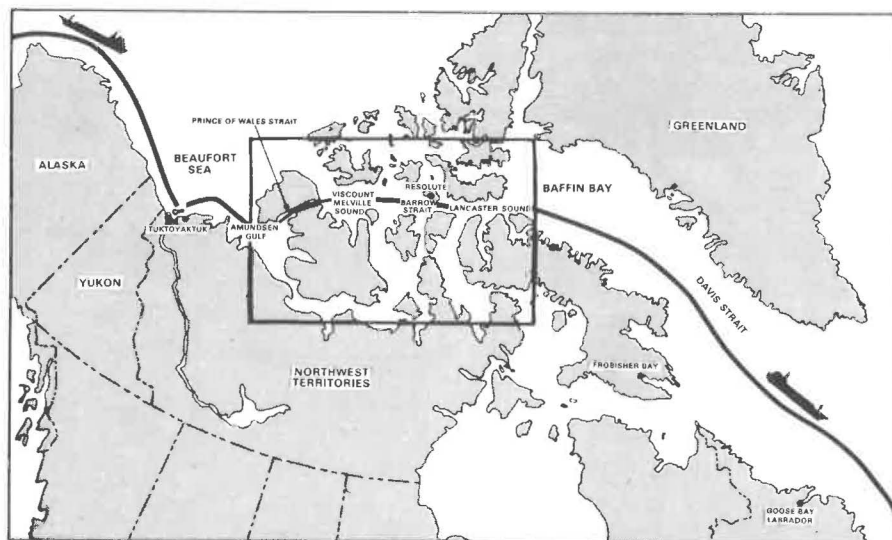 PRINCE OF WALES STRAIT
GREENLAND
ALASKA
BEAUFORT
SEA
RESOLUTE
BAFFIN BAY
VISCOUNT
MELVILLE
SOUND
BARROW
STRAIT
LANCASTER SOUND
TUKTOYAKTUK
AMUNDSEN
GULF
YUKON
DAVIS STRAIT
NORTHWEST
TERRITORIES
FROBISHER BAY
GOOSE BAY
LABRADOR